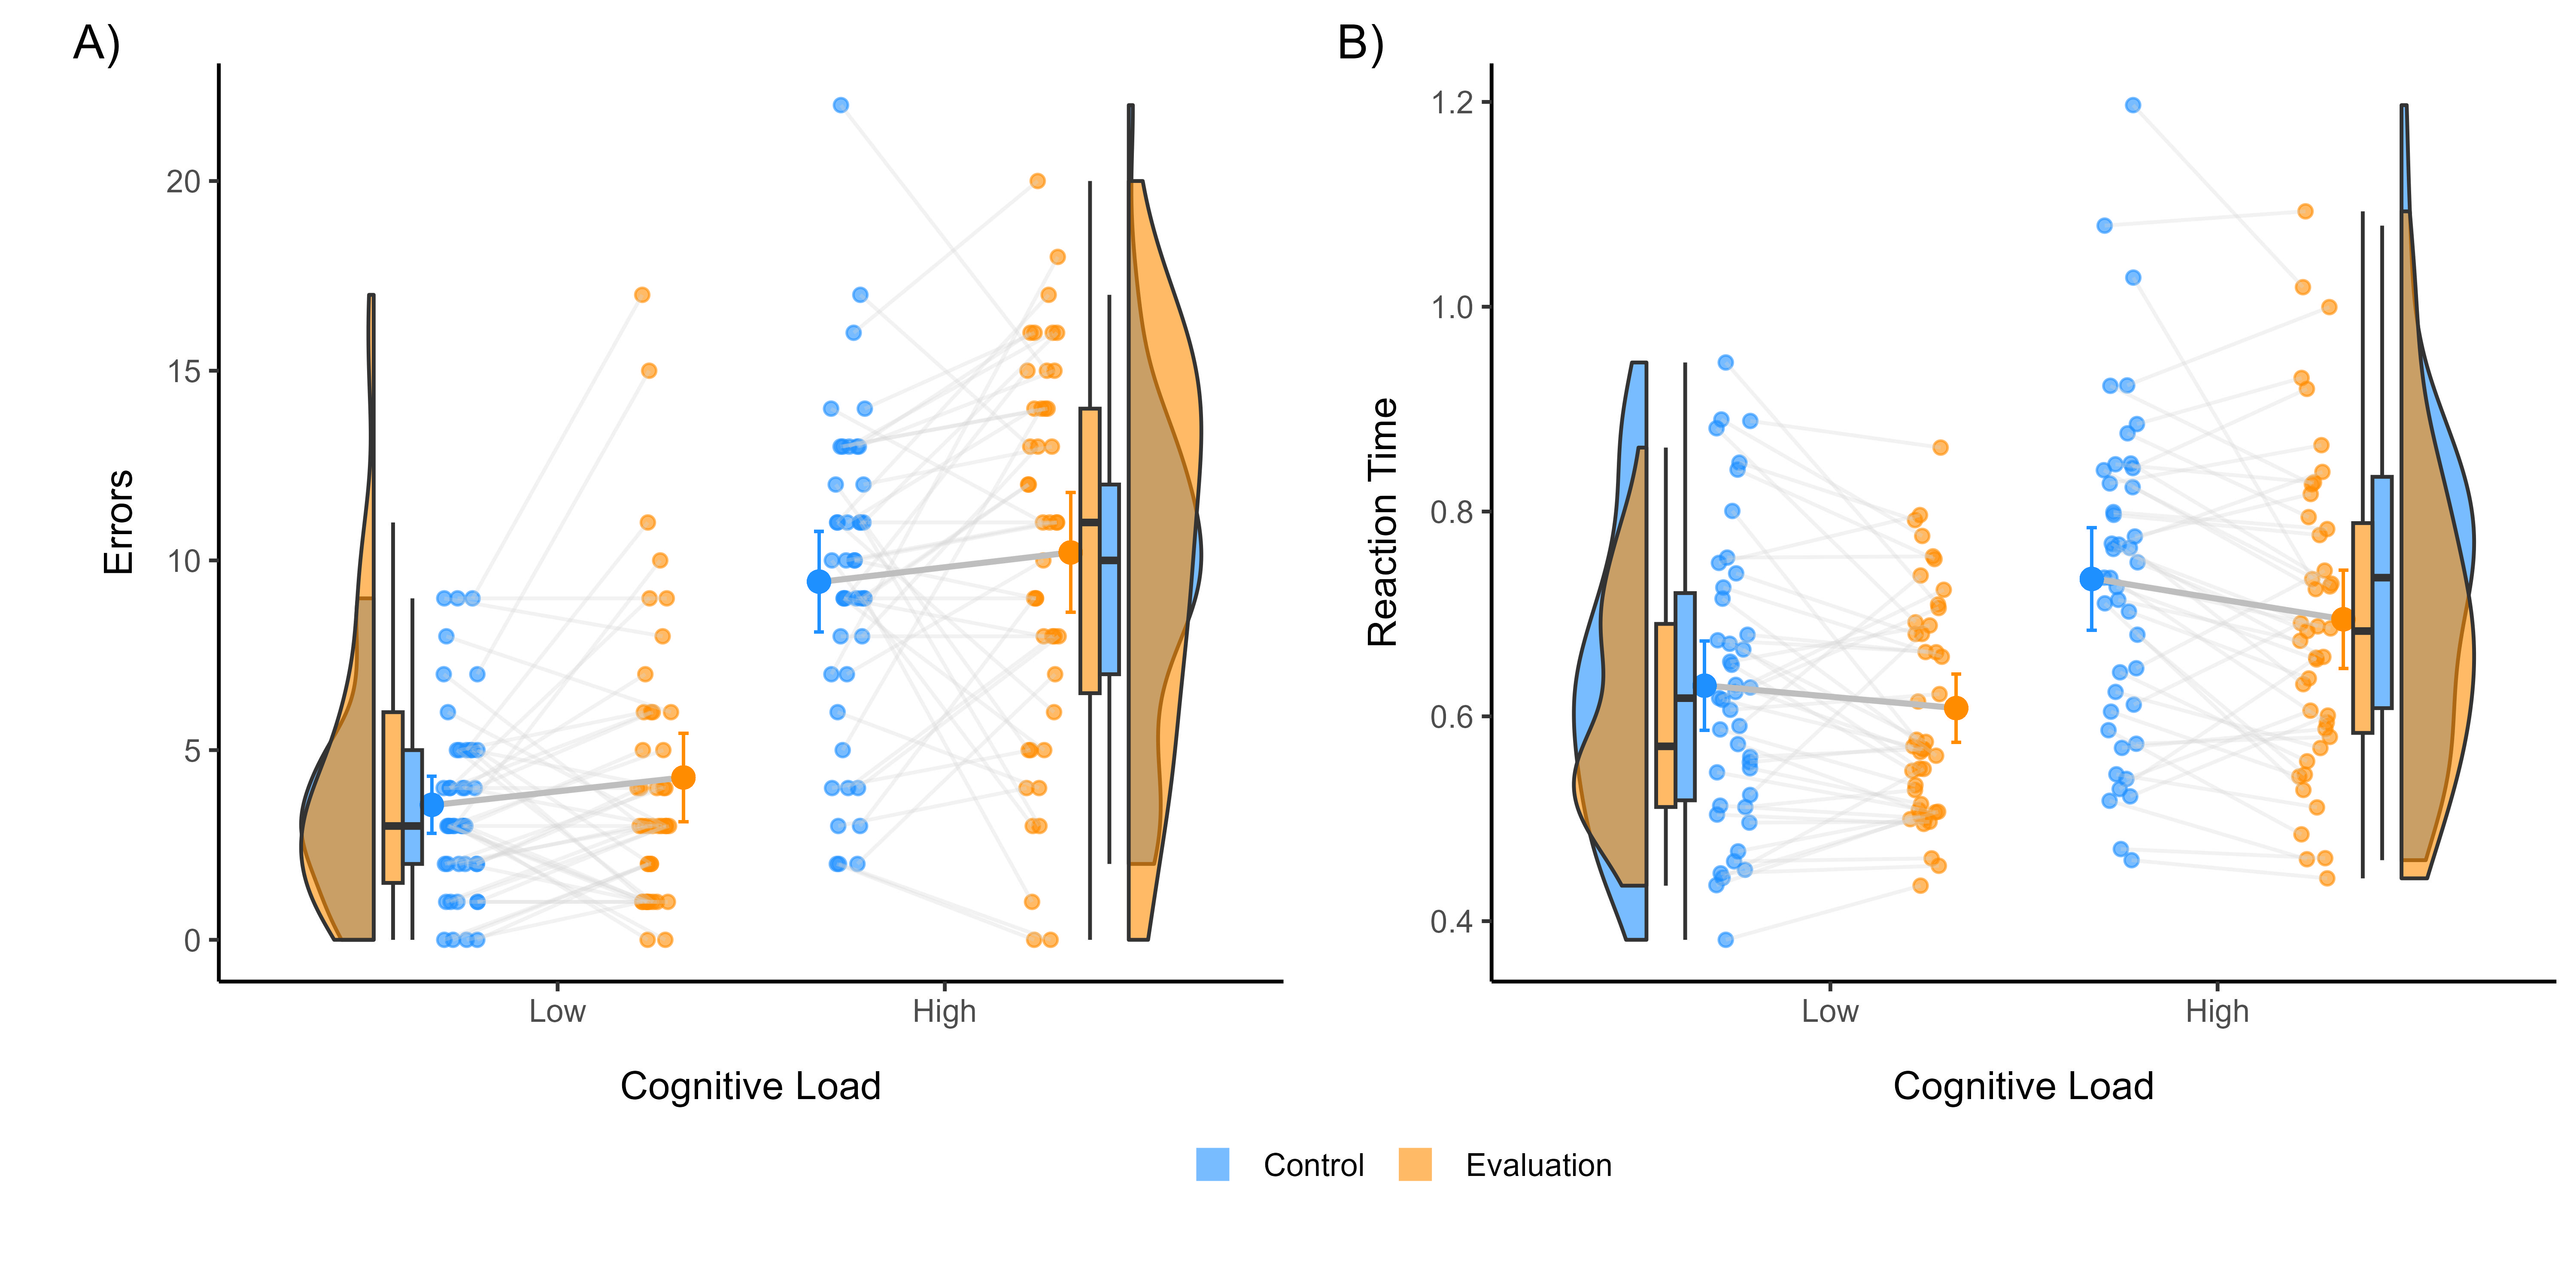 A)
B)
Errors
20
15
10
5
0
Low
High
Cognitive Load
Reaction Time
1.2
1.0
0.8
0.6
0.4
Low
High
Cognitive Load
Control
Evaluation